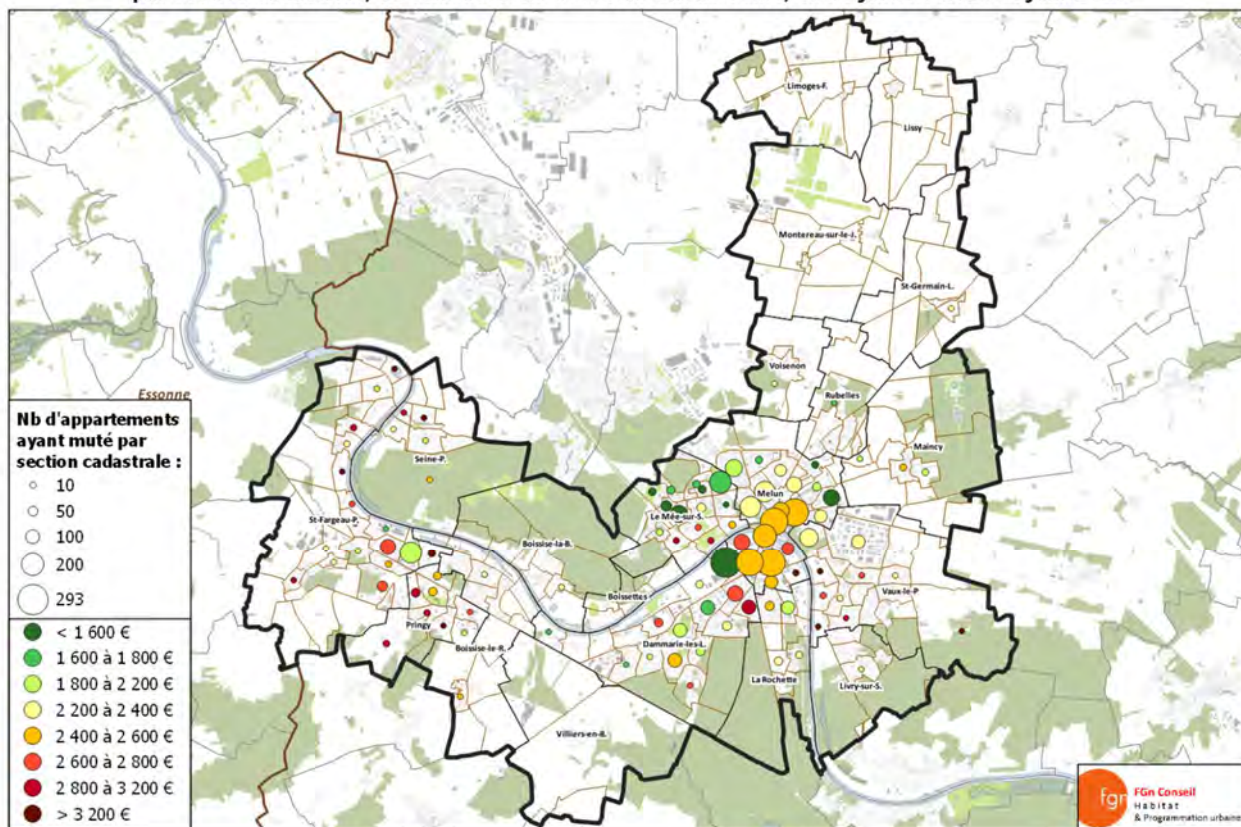 Limoges-F.
Lissy
Montereau-sur-le-J.
St-Germain-L.
Voisenon
Rubelles
Maincy
Essonne
Nb d'appartements
ayant muté par
section cadastrale :
10
50
100
200
293
Seine-P.
Melun
Le Mée-sur-S.
St-Fargeau-P.
Boissise-la-B.
Boissettes
Vaux-le-P
Pringy
Boissise-le-R.
Dammarie-les-L.
La Rochette
Livry-sur-S.
Villiers-en-B.
< 1 600 €
1 600 à 1 800 €
1 800 à 2 200 €
2 200 à 2 400 €
2 400 à 2 600 €
2 600 à 2 800 €
2 800 à 3 200 €
> 3 200 €
fgn
FGn Conseil
Habitat
& Programmation urbaine